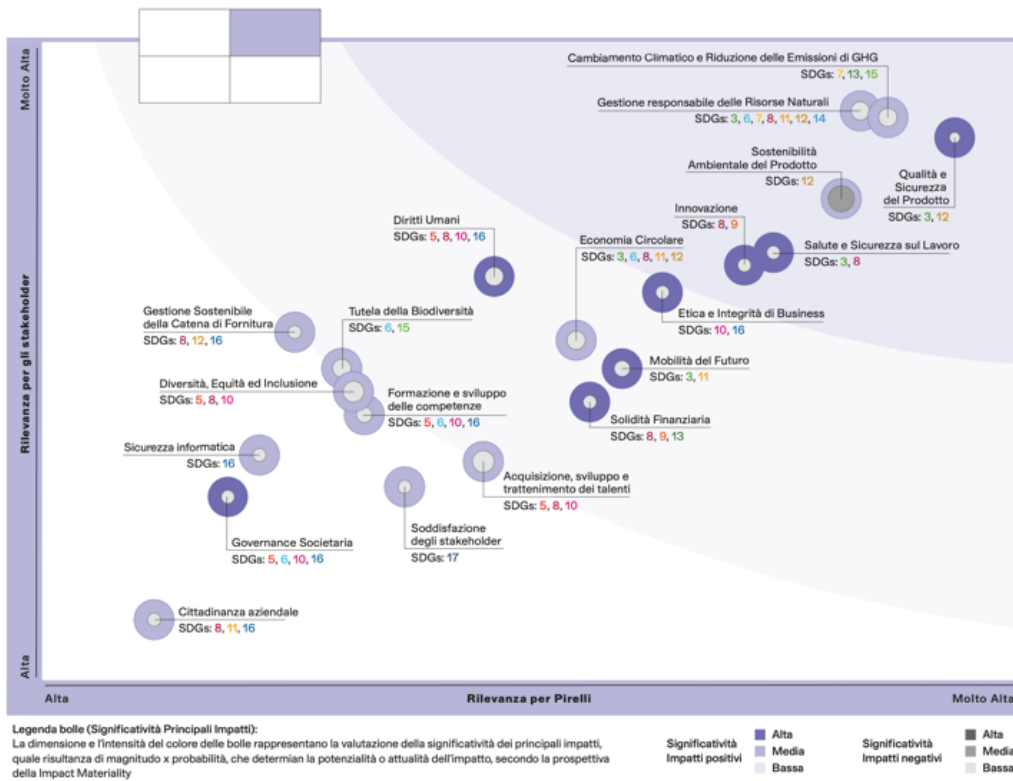 Molto Alta
Rilevanza per gli stakeholder
Alta
Cambiamento Climatico e Riduzione delle Emissioni di GHG
SDGs: 7, 13, 15
Gestione responsabile delle Risorse Naturali
SDGs: 3, 6, 7, 8, 11, 12, 14
Sostenibilità
Ambientale del Prodotto
SDGs: 12
Qualità e
Sicurezza
del Prodotto
SDGs: 3, 12
Innovazione
SDGs: 8, 9
Diritti Umani
SDGs: 5, 8, 10, 16
Economia Circolare
SDGs: 3, 6, 8, 11, 12
Salute e Sicurezza sul Lavoro
SDGs: 3, 8
Gestione Sostenibile
della Catena di Fornitura
SDGs: 8, 12, 16
Tutela della Biodiversità
SDGs: 6, 15
Etica e Integrità di Business
SDGs: 10, 16
Diversità, Equità ed Inclusione
SDGs: 5, 8, 10
Formazione e sviluppo
delle competenze
SDGs: 5, 6, 10, 16
Mobilità del Futuro
SDGs: 3, 11
Solidità Finanziaria
SDGs: 8, 9, 13
Sicurezza informatica
SDGs: 16
Acquisizione, sviluppo e
trattenimento dei talenti
SDGs: 5, 8, 10
Governance Societaria
SDGs: 5, 6, 10, 16
Soddisfazione
degli stakeholder
SDGs: 17
Cittadinanza aziendale
SDGs: 8, 11, 16
Alta
Rilevanza per Pirelli
Molto Alta
Legenda bolle (Significatività Principali Impatti):
La dimensione e l'intensità del colore delle bolle rappresentano la valutazione della significatività dei principali impatti,
quale risultanza di magnitudo x probabilità, che determian la potenzialità o attualità dell'impatto, secondo la prospettiva
della Impact Materiality
Significatività
Impatti positivi
Alta
Media
Bassa
Significatività
Impatti negativi
Alta
Media
Bassa